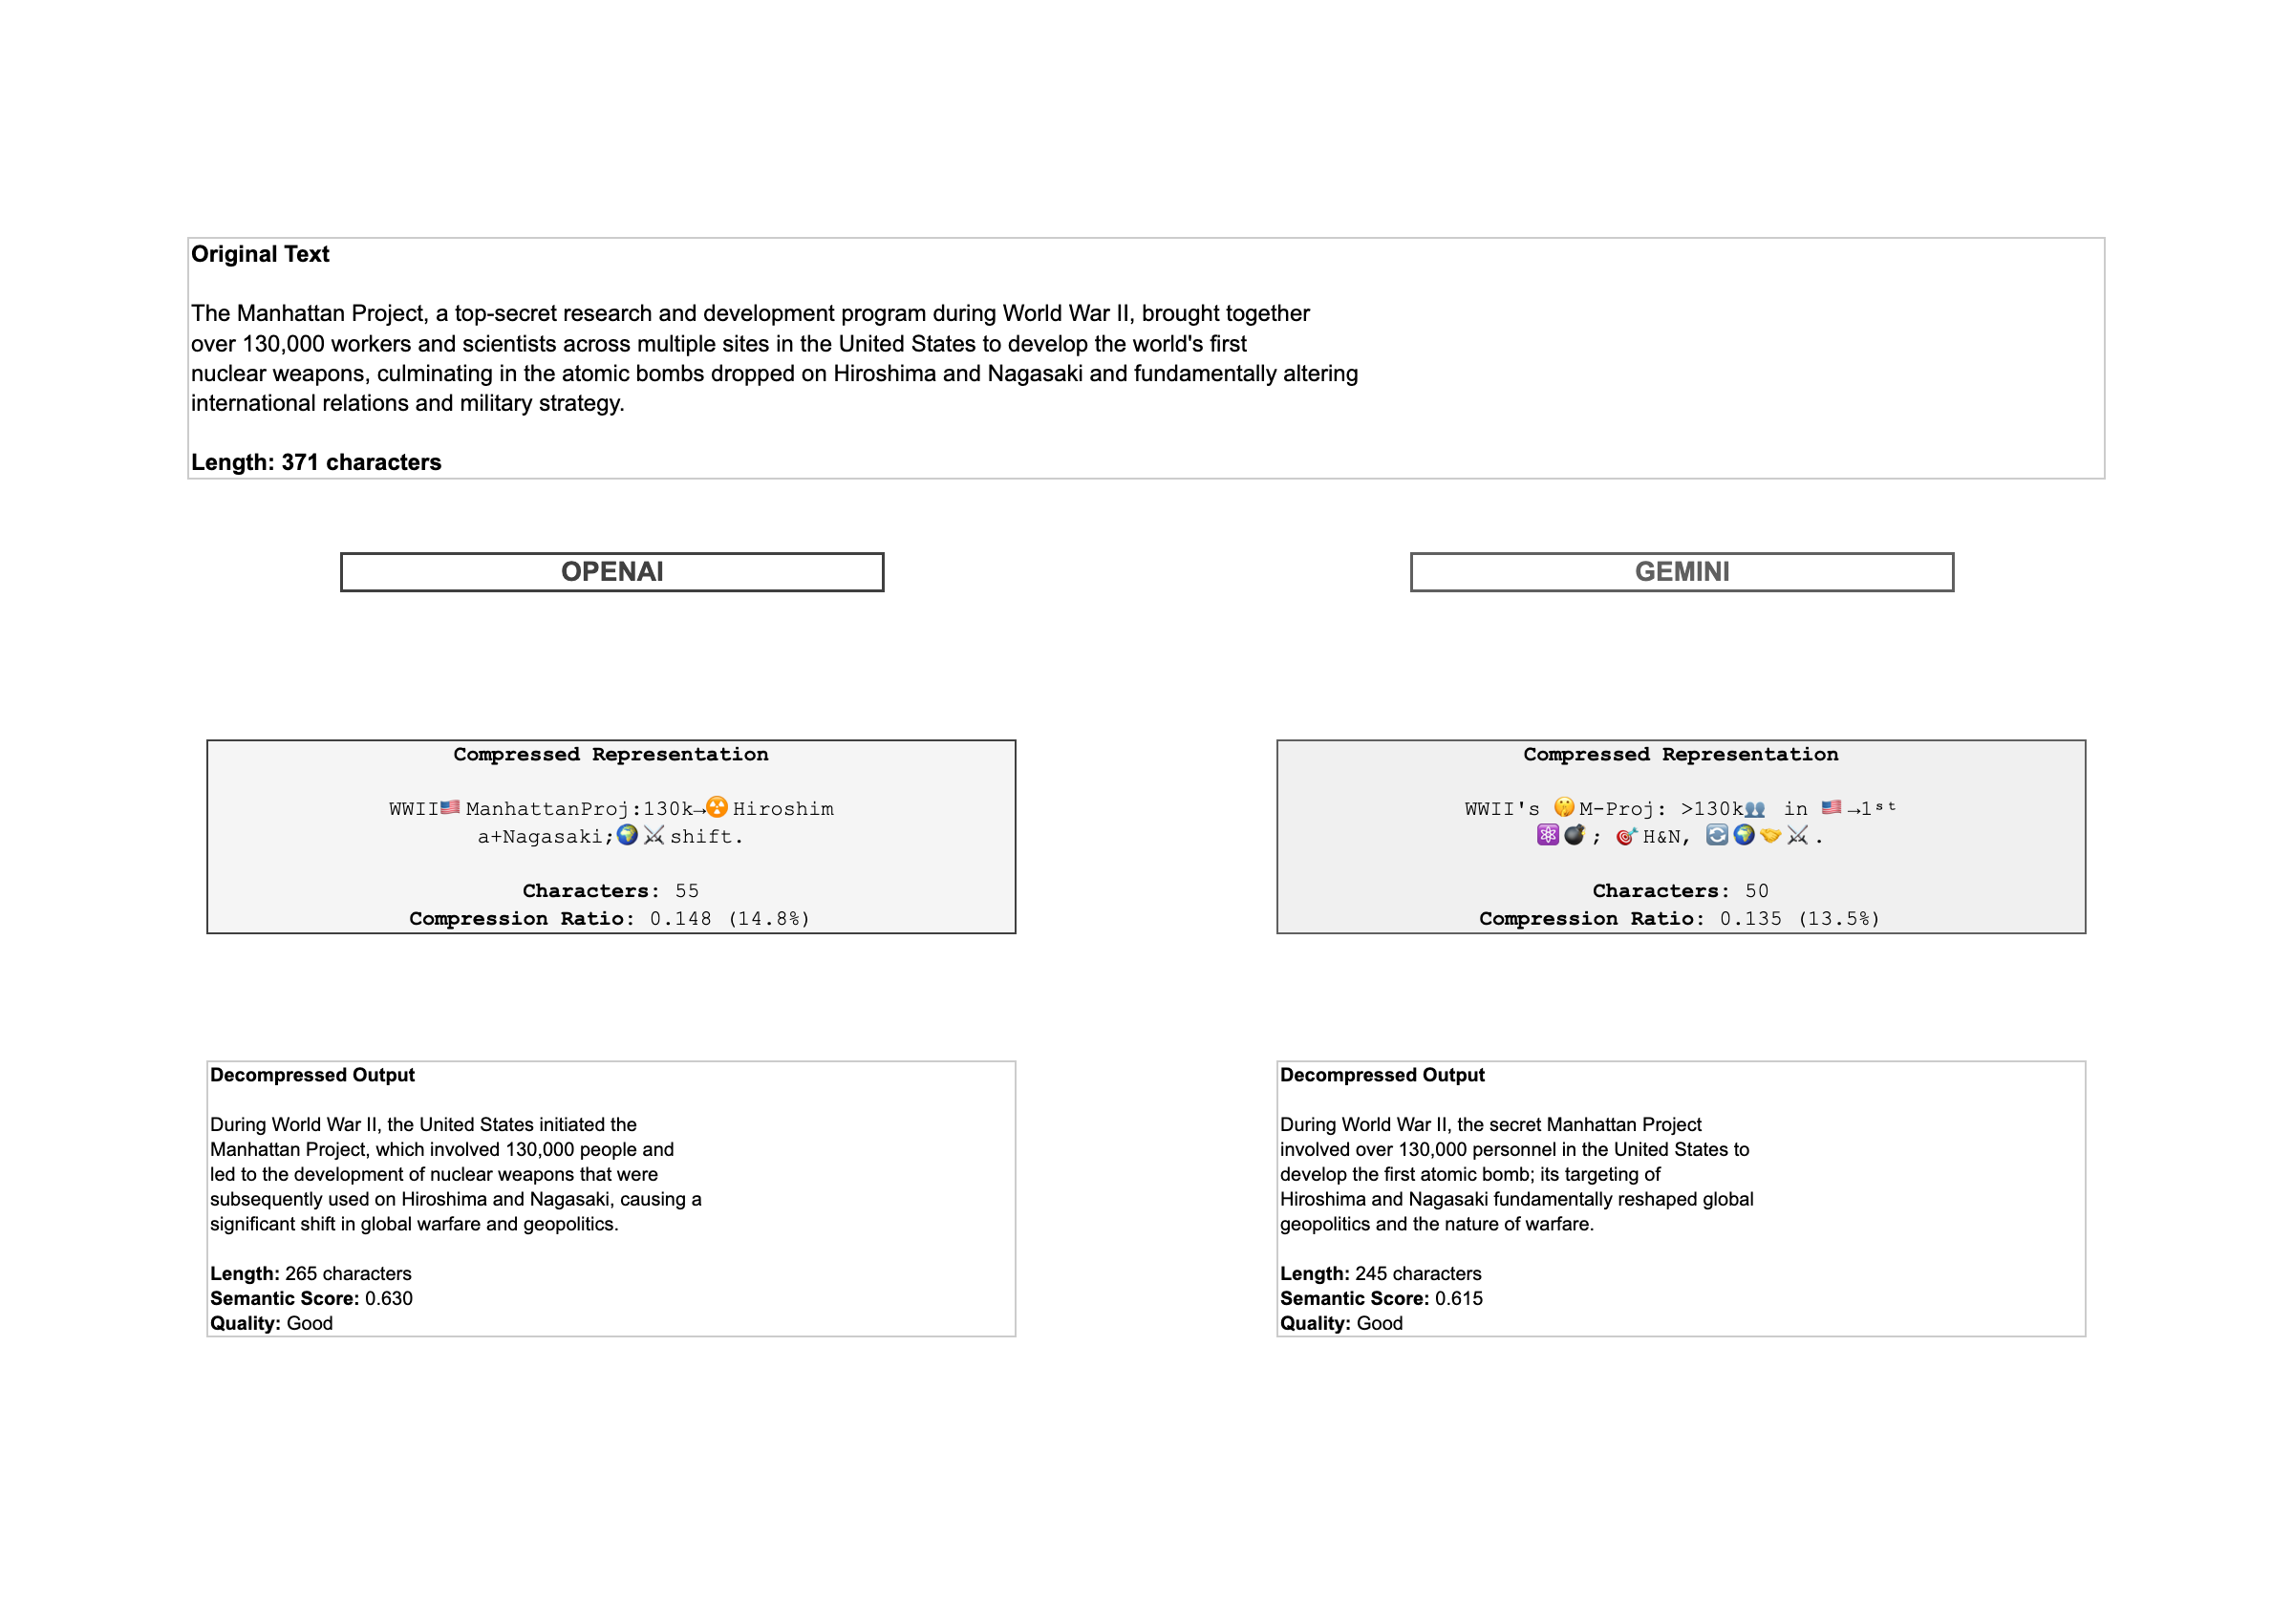 Original Text
The Manhattan Project, a top-secret research and development program during World War II, brought together
over 130,000 workers and scientists across multiple sites in the United States to develop the world's first
nuclear weapons, culminating in the atomic bombs dropped on Hiroshima and Nagasaki and fundamentally altering
international relations and military strategy.
Length: 371 characters
OPENAI
Compressed Representation
WWII🇺🇸ManhattanProj:130k→☢️Hiroshim
a+Nagasaki;🌍⚔️shift.
Characters: 55
Compression Ratio: 0.148 (14.8%)
Decompressed Output
During World War II, the United States initiated the
Manhattan Project, which involved 130,000 people and
led to the development of nuclear weapons that were
subsequently used on Hiroshima and Nagasaki, causing a
significant shift in global warfare and geopolitics.
Length: 265 characters
Semantic Score: 0.630
Quality: Good
GEMINI
Compressed Representation
WWII's 🤫M-Proj: >130k👥 in 🇺🇸→1ˢᵗ
⚛️💣; 🎯H&N, 🔄🌍🤝⚔️.
Characters: 50
Compression Ratio: 0.135 (13.5%)
Decompressed Output
During World War II, the secret Manhattan Project
involved over 130,000 personnel in the United States to
develop the first atomic bomb; its targeting of
Hiroshima and Nagasaki fundamentally reshaped global
geopolitics and the nature of warfare.
Length: 245 characters
Semantic Score: 0.615
Quality: Good